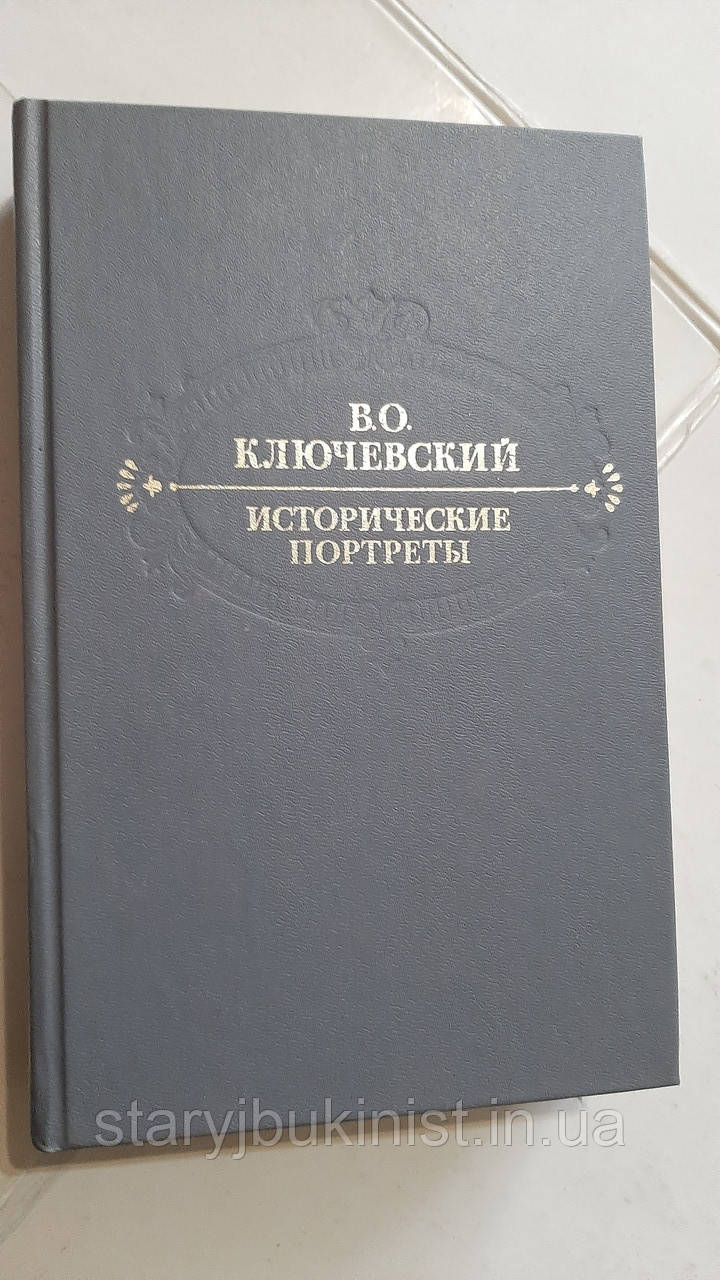 В.О.
КЛЮЧЕВСКИЙ
ИСТОРИЧЕСКИЕ
ПОРТРЕТЫ
staryjbukinist.in.ua